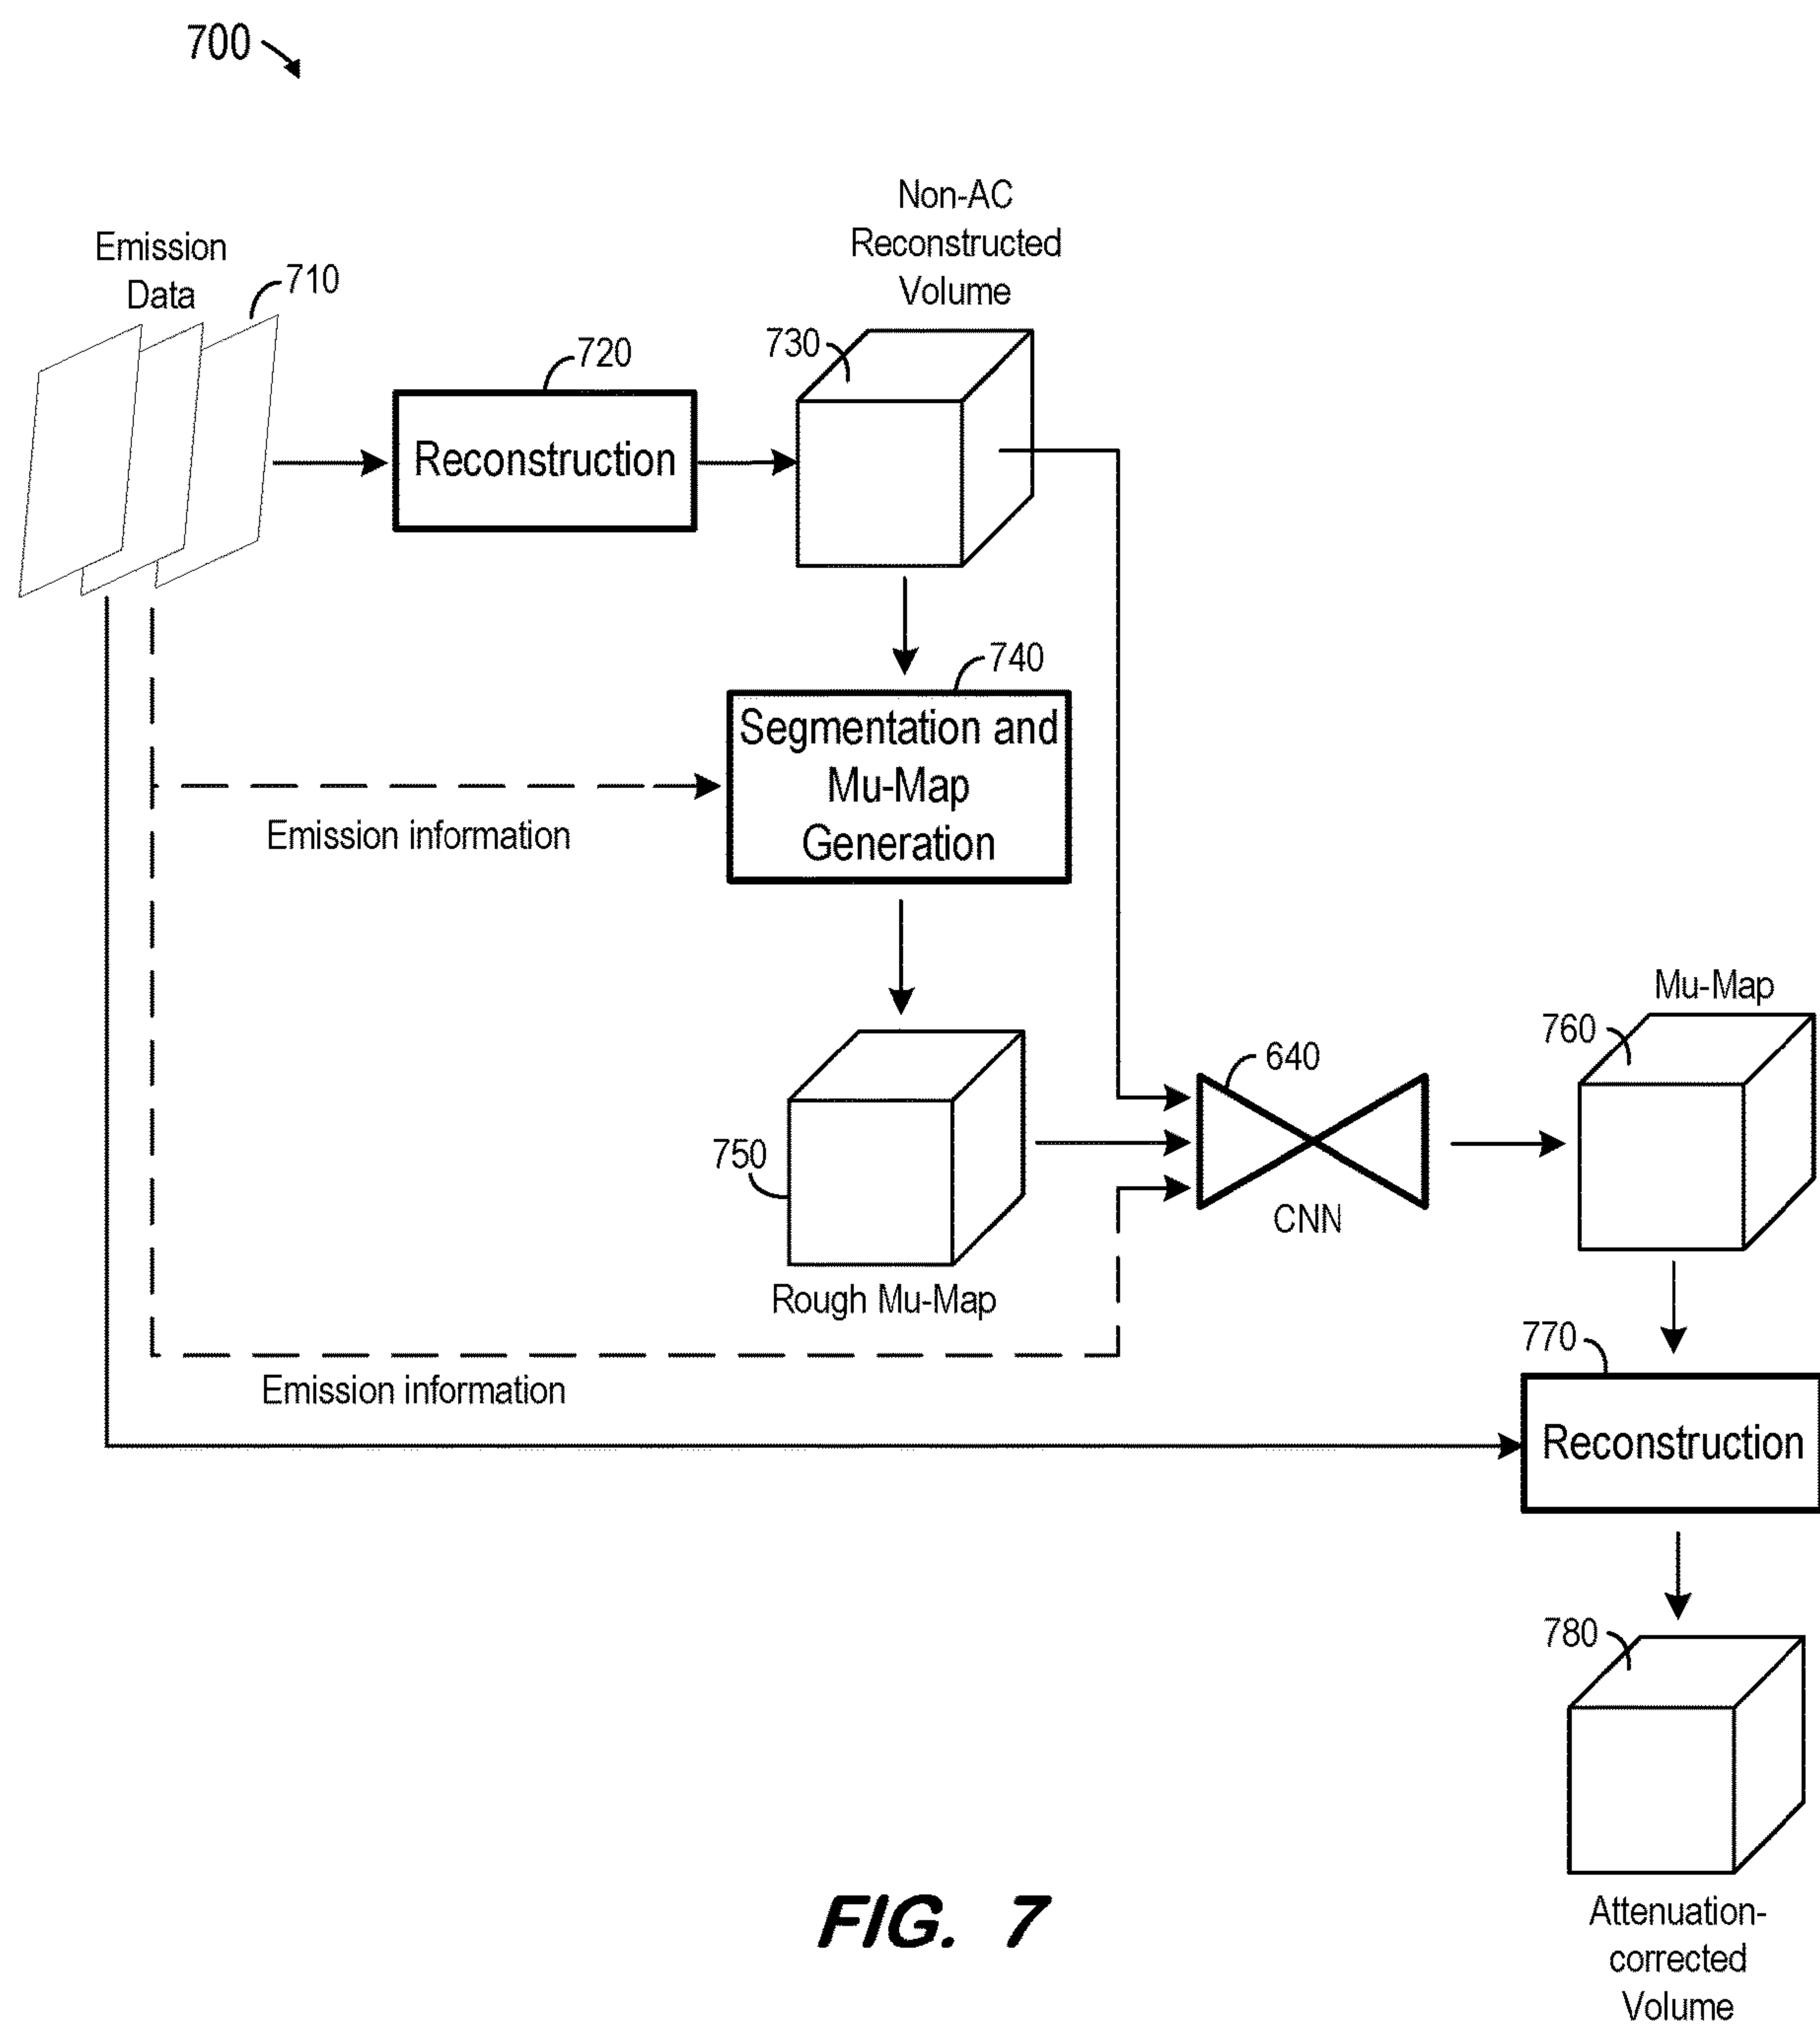 700
Non-AC
Reconstructed
Volume
Emission
Data
710
720
730
Reconstruction
740
Segmentation and
Mu-Map
Generation
Emission information
Mu-Map
760
640
750
CNN
Rough Mu-Map
770
Emission information
Reconstruction
780
FIG. 7
Attenuation-
corrected
Volume